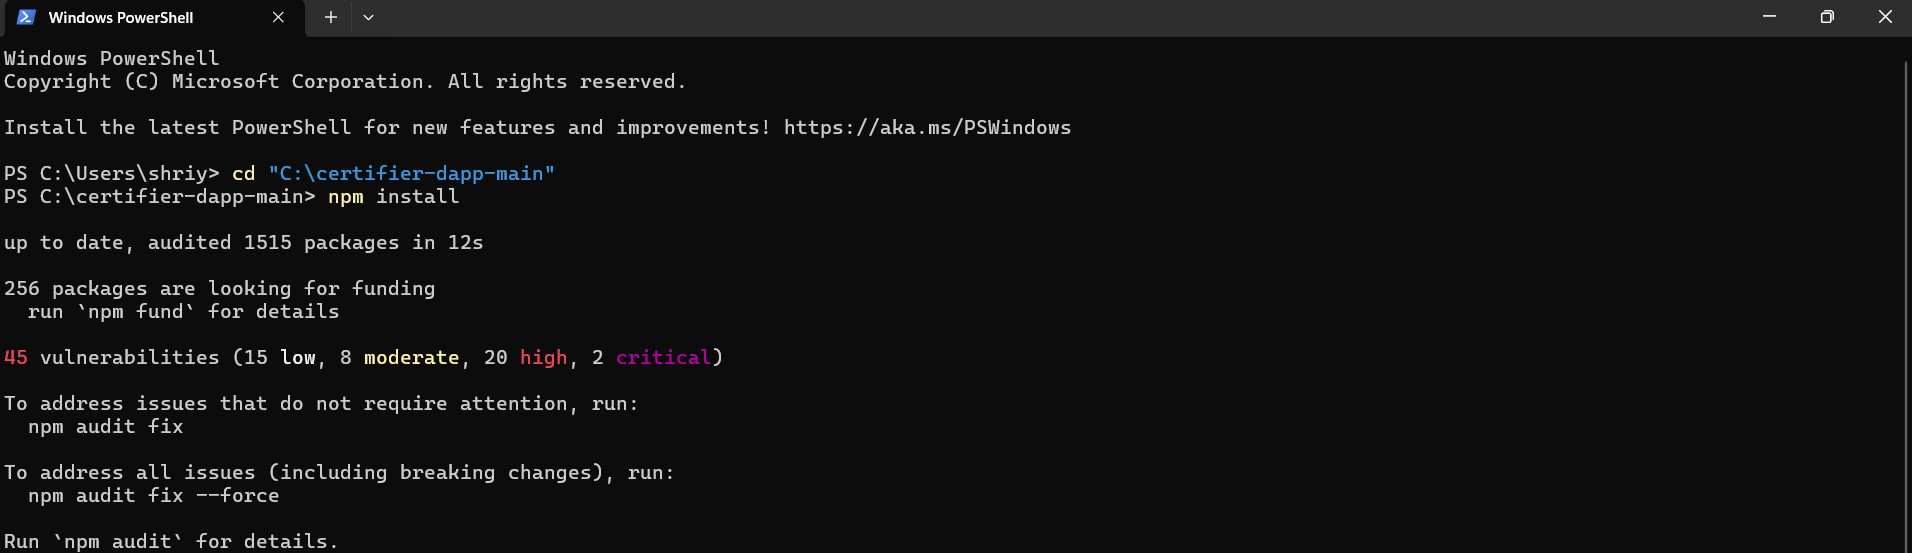 Windows PowerShell
Windows PowerShell
Copyright (C) Microsoft Corporation. All rights reserved.
Install the latest PowerShell for new features and improvements! https://aka.ms/PSWindows
PS C:\Users\shriy> cd "C:\certifier-dapp-main"
PS C:\certifier-dapp-main> npm install
up to date, audited 1515 packages in 12s
256 packages are looking for funding
  run `npm fund` for details
45 vulnerabilities (15 low, 8 moderate, 20 high, 2 critical)
To address issues that do not require attention, run:
  npm audit fix
To address all issues (including breaking changes), run:
  npm audit fix --force
Run `npm audit` for details.